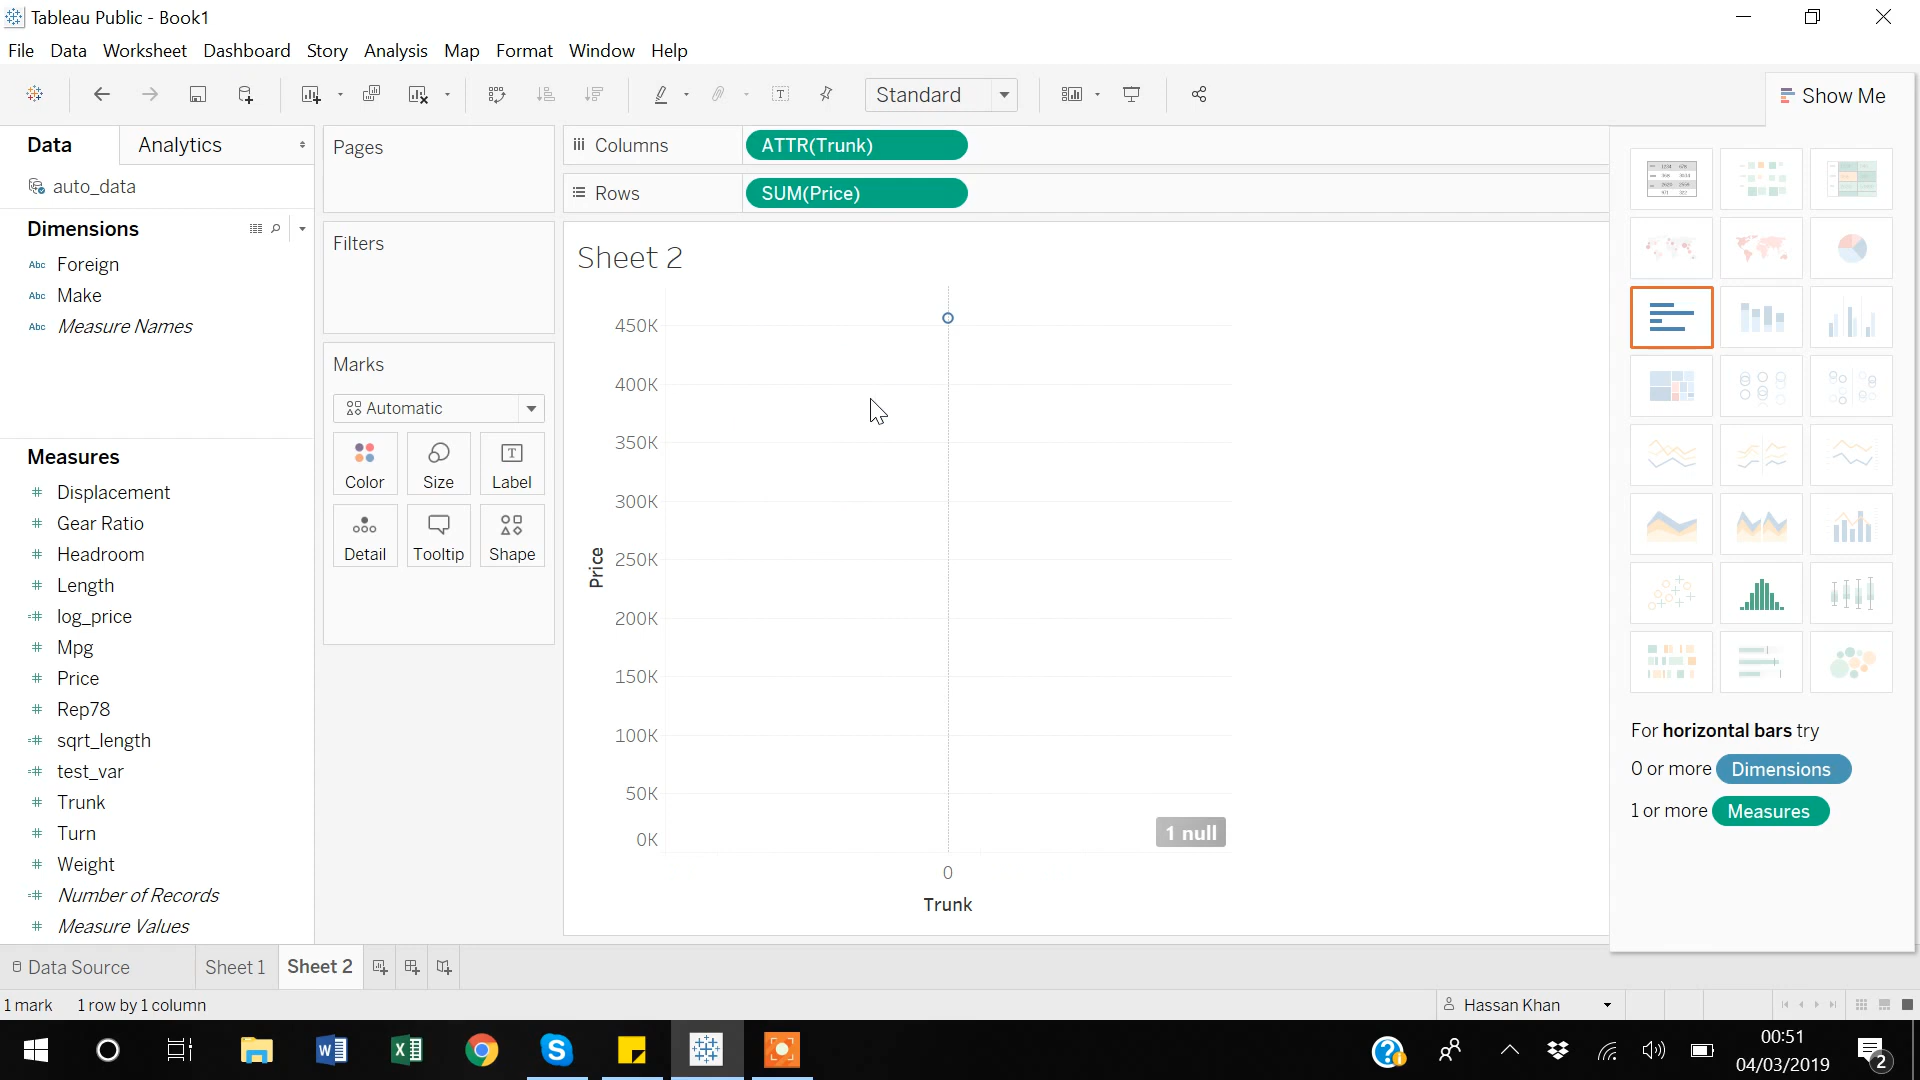 Tableau Public - Book1
File Data Worksheet Dashboard Story Analysis Map Format Window Help
Standard
Show Me
Data Analytics
auto_data
Dimensions
Abc Foreign
Abc Make
Abc Measure Names
Measures
# Displacement
# Gear Ratio
# Headroom
# Length
=# log_price
# Mpg
# Price
# Rep78
=# sqrt_length
=# test_var
# Trunk
# Turn
# Weight
=# Number of Records
# Measure Values
Pages
Filters
Marks
Automatic
Color Size Label
Detail Tooltip Shape
Columns ATTR(Trunk)
Rows SUM(Price)
Sheet 2
450K
400K
350K
300K
250K
200K
150K
100K
50K
0K
Price
1 null
0
Trunk
For horizontal bars try
0 or more Dimensions
1 or more Measures
Data Source Sheet 1 Sheet 2
1 mark 1 row by 1 column
Hassan Khan
00:51
04/03/2019
2